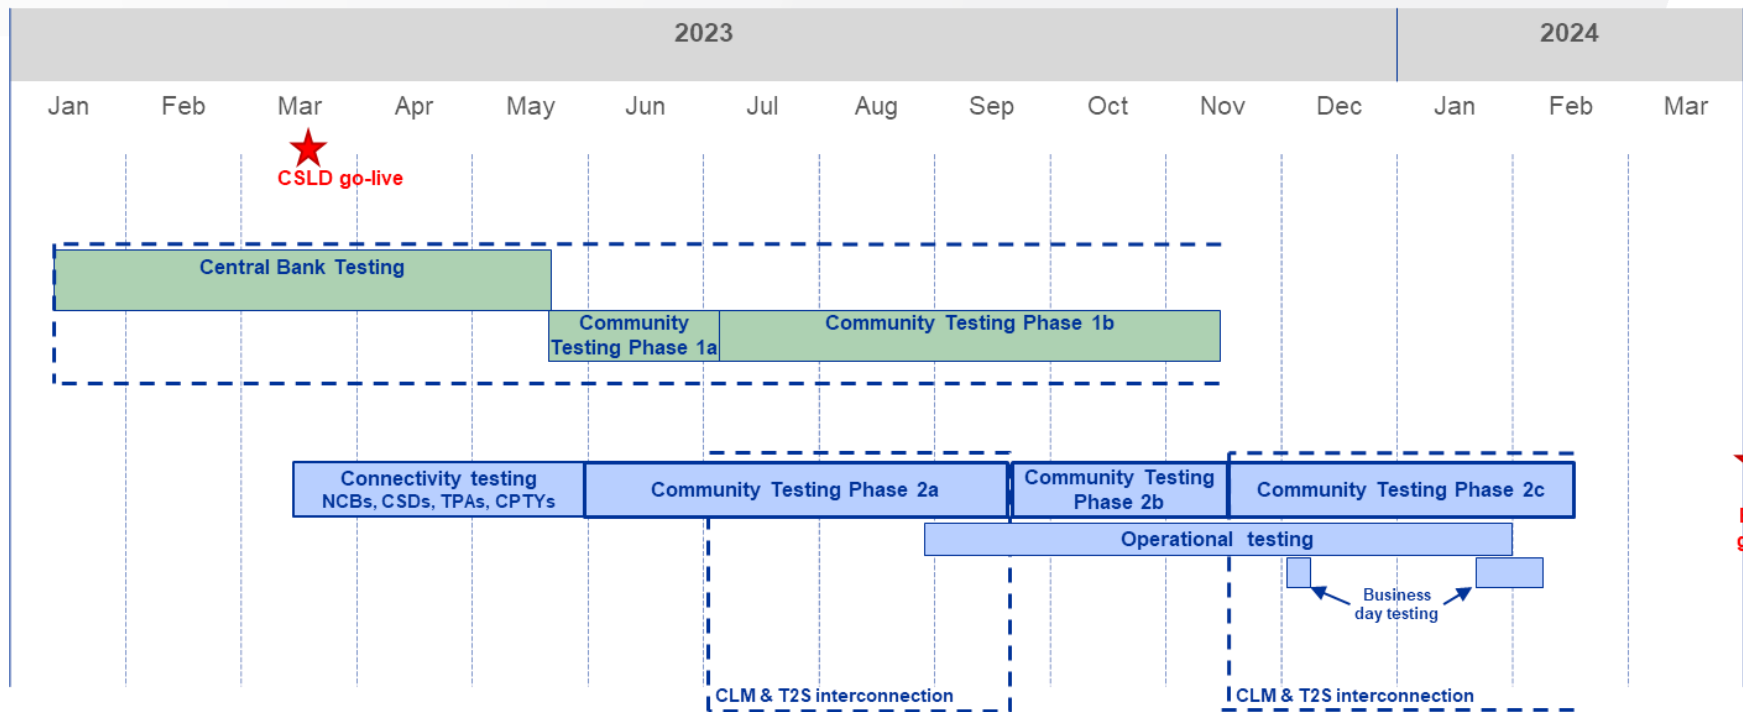 2023
2024
Jan Feb Mar Apr May Jun Jul Aug Sep Oct Nov Dec Jan Feb Mar
CSLD go-live
Central Bank Testing
Community
Testing Phase 1a
Community Testing Phase 1b
Connectivity testing
NCBs, CSDs, TPAs, CPTYs
Community Testing Phase 2a
Community Testing
Phase 2b
Community Testing Phase 2c
Operational testing
Business
day testing
CLM & T2S interconnection
CLM & T2S interconnection